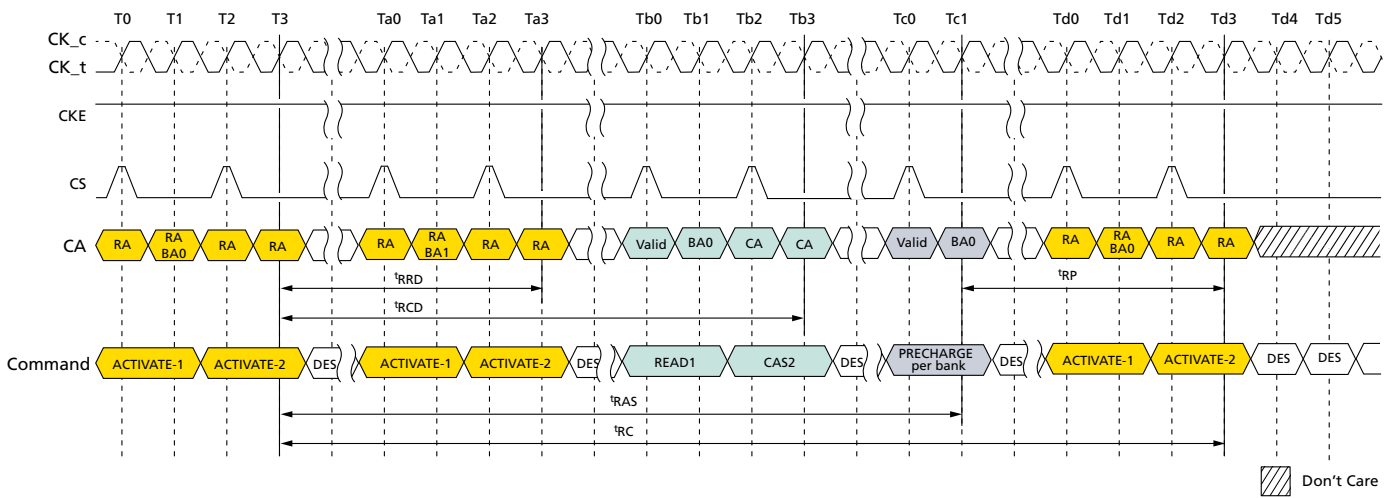 T0 T1 T2 T3 Ta0 Ta1 Ta2 Ta3 Tb0 Tb1 Tb2 Tb3 Tc0 Tc1 Td0 Td1 Td2 Td3 Td4 Td5
CK_c
CK_t
CKE
CS
CA RA RA BA0 RA RA RA RA BA1 RA RA Valid BA0 CA CA Valid BA0 RA RA BA0 RA RA
tRRD tRP
tRCD
Command ACTIVATE-1 ACTIVATE-2 DES ACTIVATE-1 ACTIVATE-2 DES READ1 CAS2 DES PRECHARGE per bank DES ACTIVATE-1 ACTIVATE-2 DES DES
tRAS
tRC
Don't Care